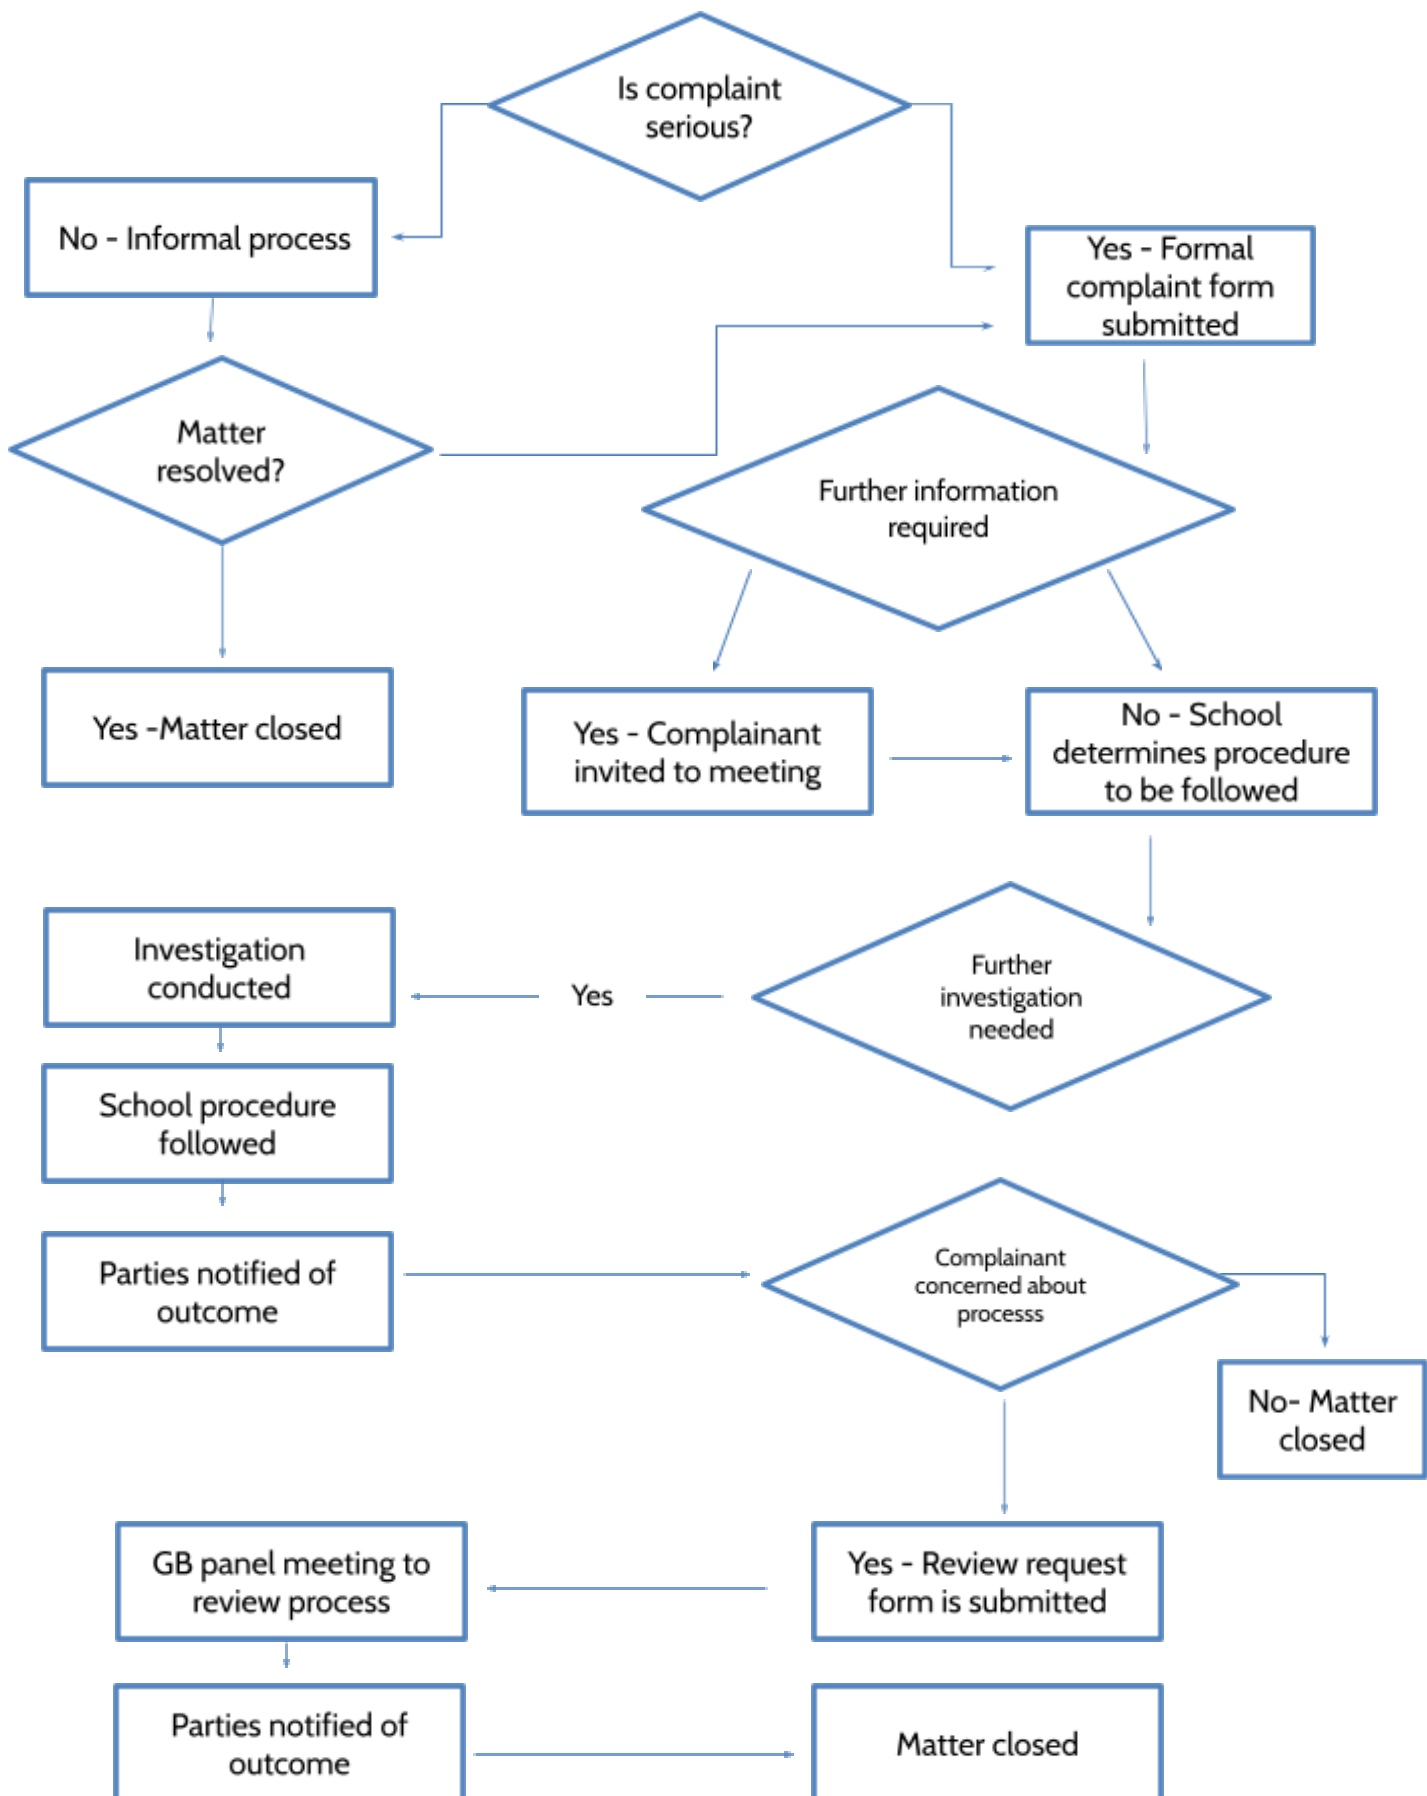 Is complaint
serious?
No - Informal process
Yes - Formal
complaint form
submitted
Matter
resolved?
Further information
required
Yes -Matter closed
Yes - Complainant
invited to meeting
No - School
determines procedure
to be followed
Investigation
conducted
Yes
Further
investigation
needed
School procedure
followed
Parties notified of
outcome
Complainant
concerned about
processs
No- Matter
closed
GB panel meeting to
review process
Yes - Review request
form is submitted
Parties notified of
outcome
Matter closed